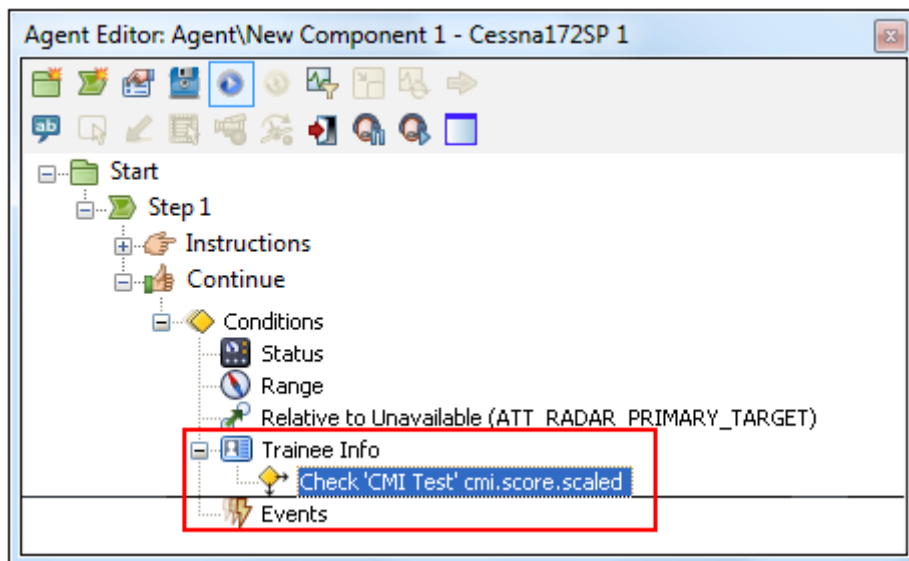 Agent Editor: Agent\New Component 1 - Cessna172SP 1
ab
Start
Step 1
Instructions
Continue
Conditions
Status
Range
Relative to Unavailable (ATT_RADAR_PRIMARY_TARGET)
Trainee Info
Check 'CMI Test' cmi.score.scaled
Events